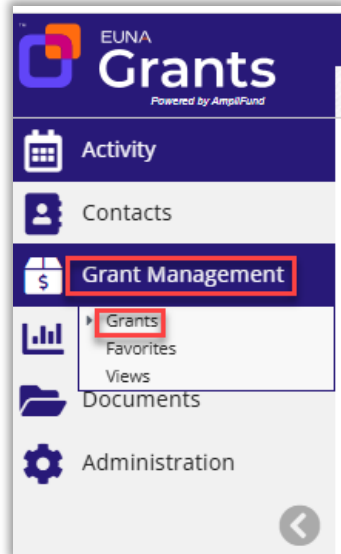 EUNA
Grants
Powered by AmpliFund
Activity
Contacts
$
Grant Management
Grants
Favorites
Views
Documents
Administration